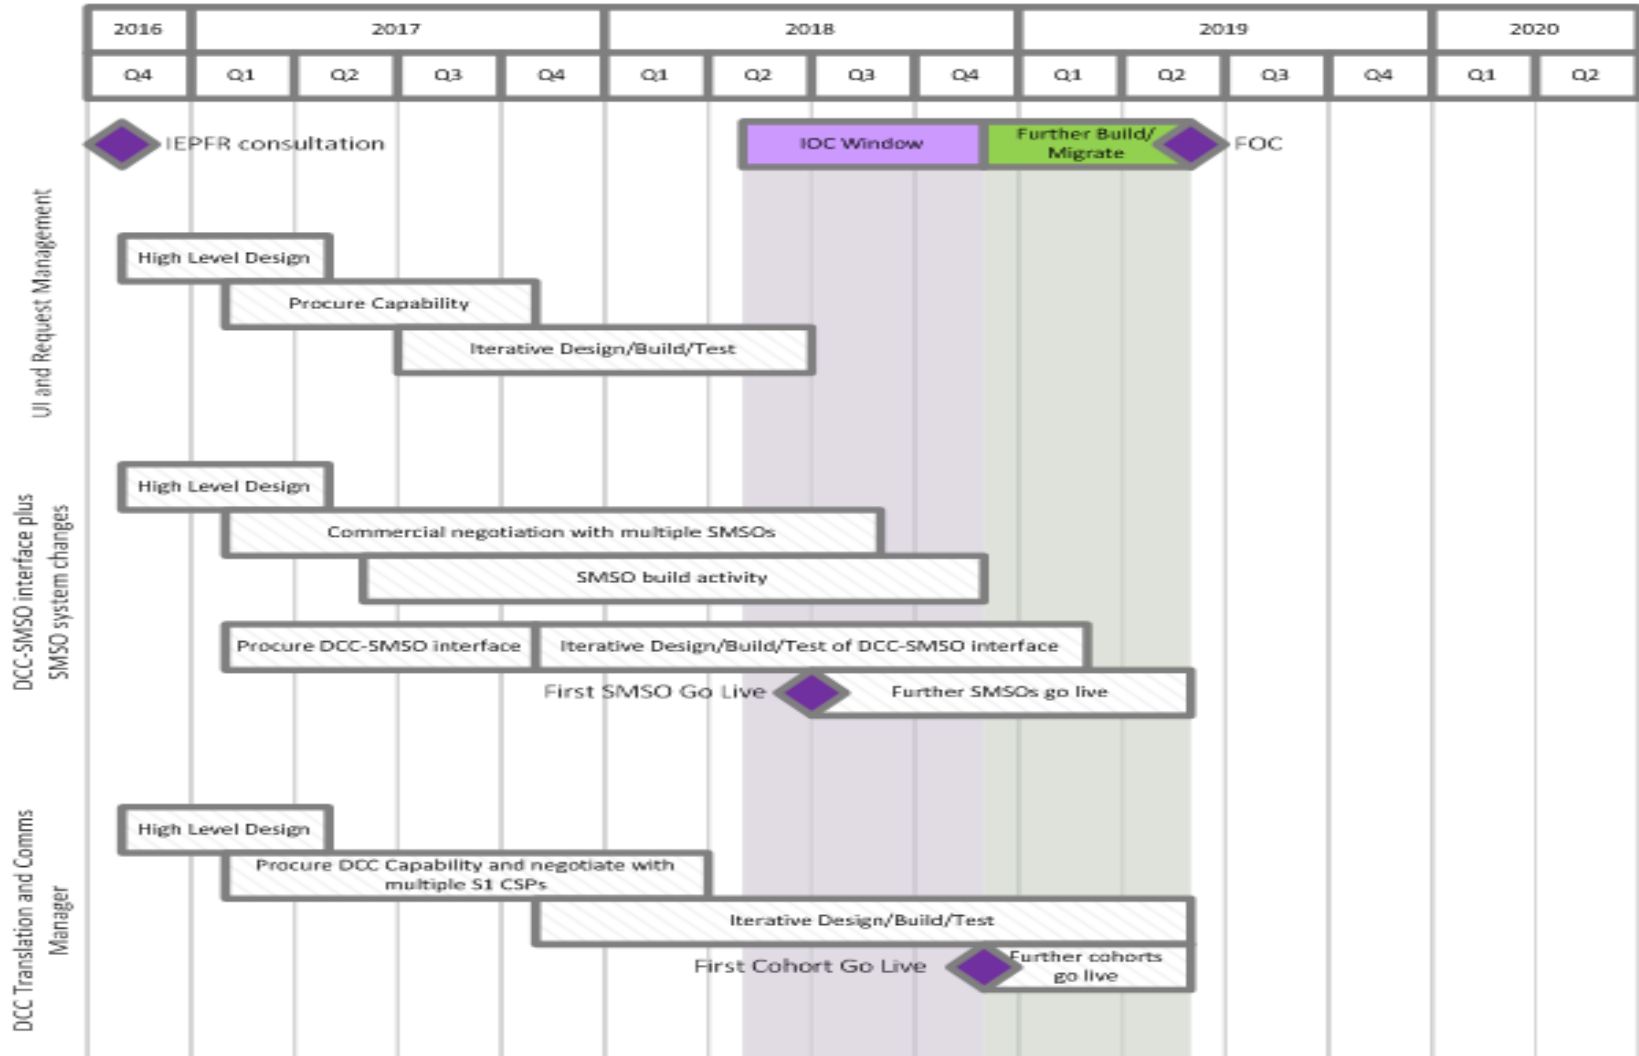 2016 2017 2018 2019 2020
Q4 Q1 Q2 Q3 Q4 Q1 Q2 Q3 Q4 Q1 Q2 Q3 Q4 Q1 Q2
IEPFR consultation
IOC Window
Further Build/
Migrate
FOC
UI and Request Management
High Level Design
Procure Capability
Iterative Design/Build/Test
DCC-SMSO interface plus
SMSO system changes
High Level Design
Commercial negotiation with multiple SMSOs
SMSO build activity
Procure DCC-SMSO interface
Iterative Design/Build/Test of DCC-SMSO interface
First SMSO Go Live
Further SMSOs go live
DCC Translation and Comms
Manager
High Level Design
Procure DCC Capability and negotiate with
multiple S1 CSPs
Iterative Design/Build/Test
First Cohort Go Live
Further cohorts
go live